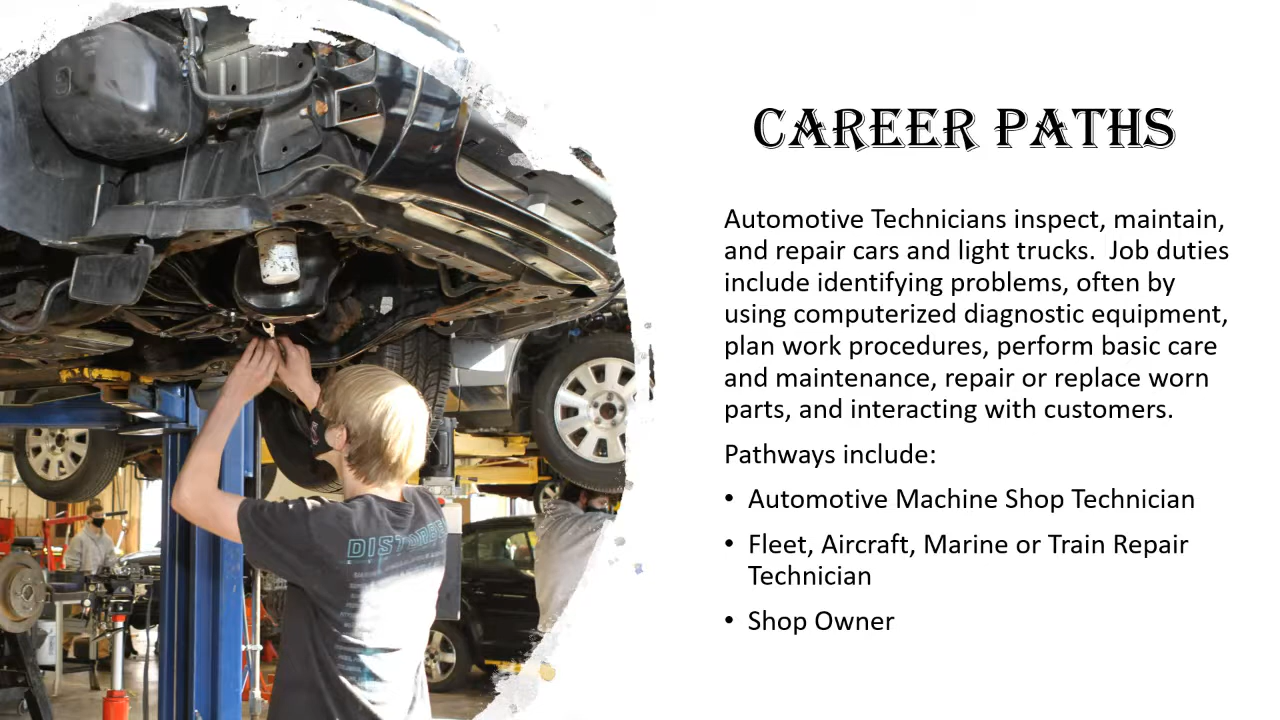 CAREER PATHS
Automotive Technicians inspect, maintain,
and repair cars and light trucks.  Job duties
include identifying problems, often by
using computerized diagnostic equipment,
plan work procedures, perform basic care
and maintenance, repair or replace worn
parts, and interacting with customers.
Pathways include:
• Automotive Machine Shop Technician
• Fleet, Aircraft, Marine or Train Repair
Technician
• Shop Owner